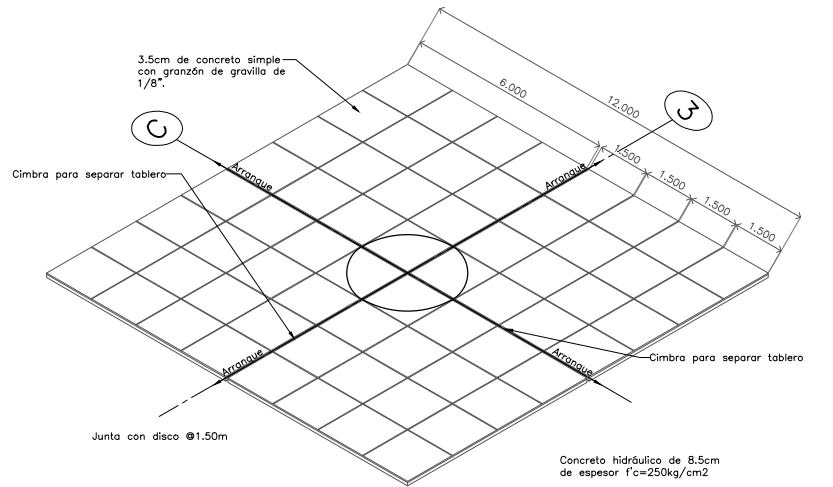 3.5cm de concreto simple
con granzón de gravilla de
1/8".
6.000
12.000
3
C
1.500
1.500
1.500
1.500
Arranque
Arranque
Cimbra para separar tablero
Arranque
Arranque
Cimbra para separar tablero
Junta con disco @1.50m
Concreto hidráulico de 8.5cm
de espesor f'c=250kg/cm2